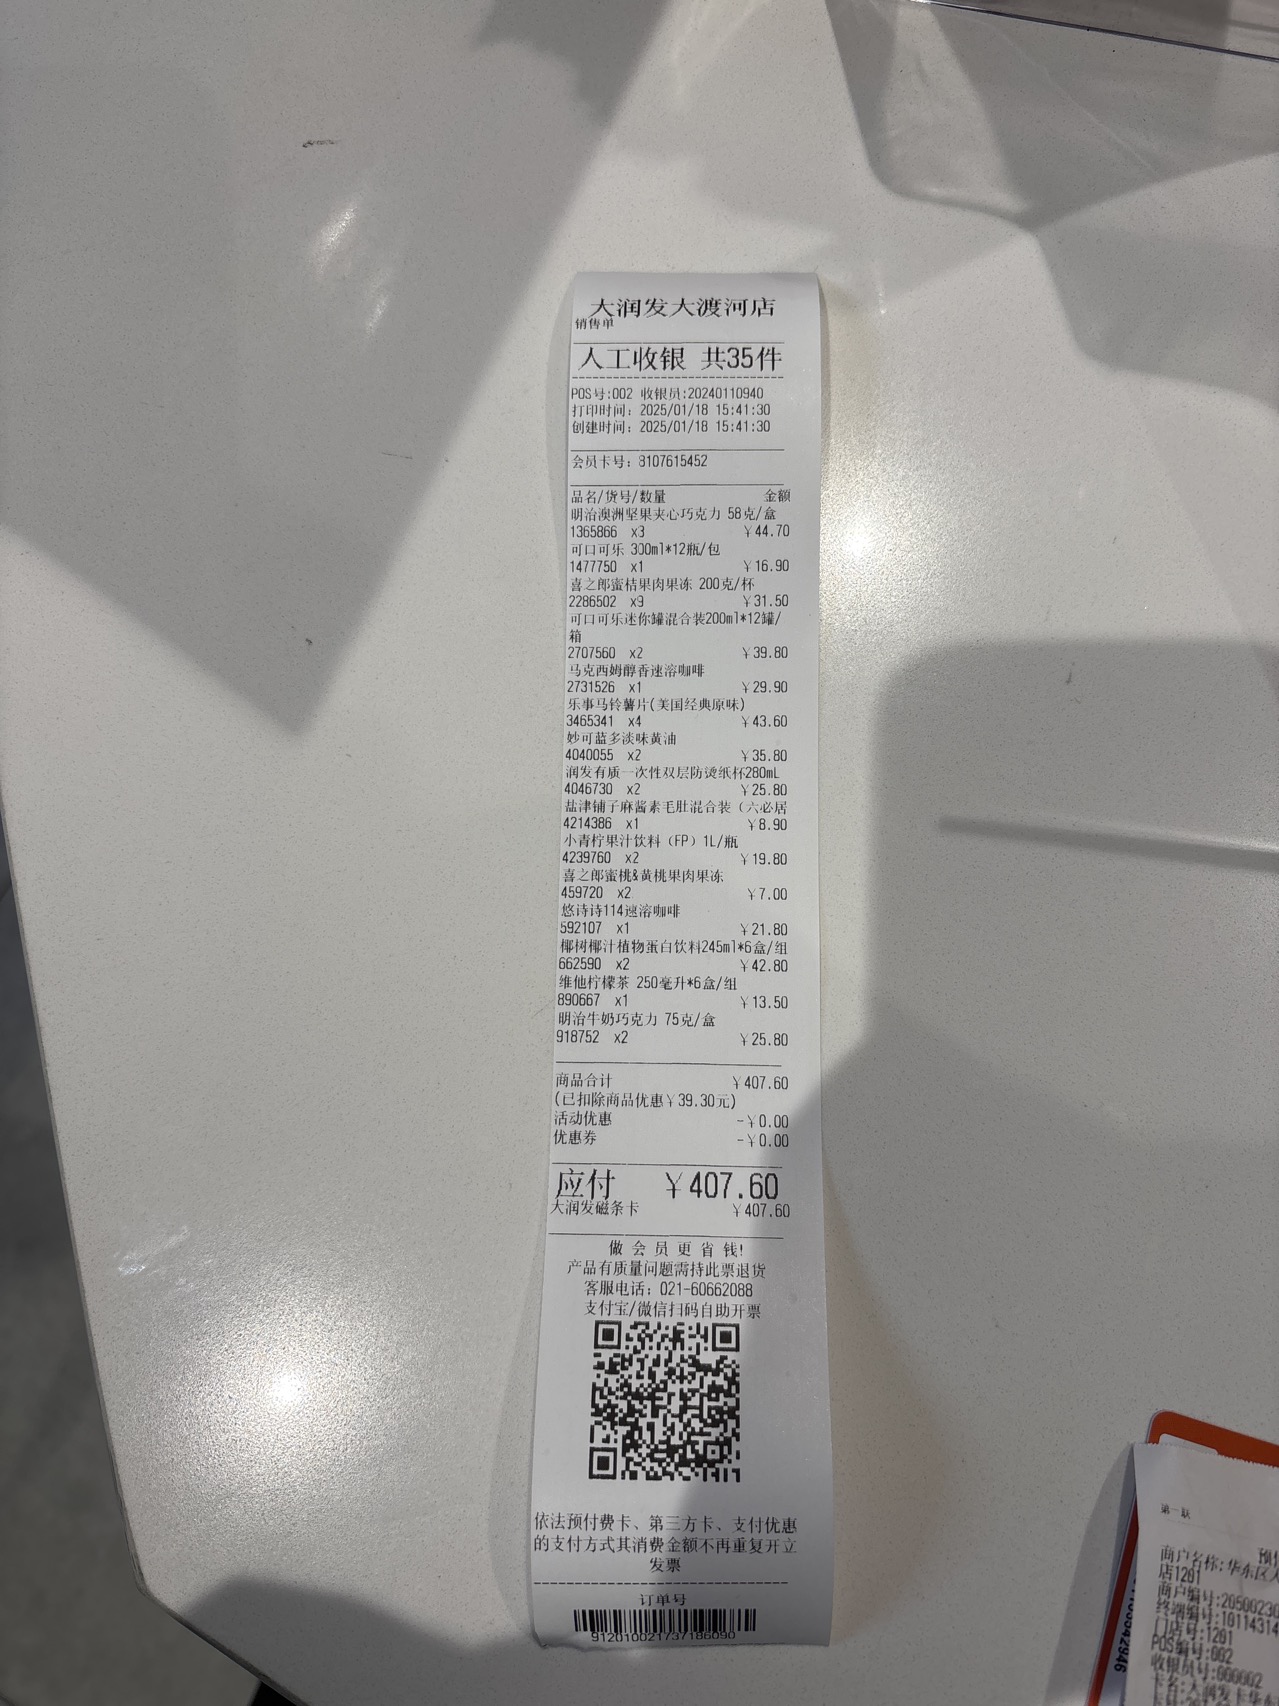 大润发大渡河店
销售单
人工收银 共35件
POS号:002 收银员:20240110940
打印时间: 2025/01/18 15:41:30
创建时间: 2025/01/18 15:41:30
会员卡号: 8107615452
品名/货号/数量 金额
明治澳洲坚果夹心巧克力 58克/盒
1365866 x3 ￥44.70
可口可乐 300ml*12瓶/包
1477750 x1 ￥16.90
喜之郎蜜桔果肉果冻 200克/杯
2286502 x9 ￥31.50
可口可乐迷你罐混合装200ml*12罐/
箱
2707560 x2 ￥39.80
马克西姆醇香速溶咖啡
2731526 x1 ￥29.90
乐事马铃薯片(美国经典原味)
3465341 x4 ￥43.60
妙可蓝多淡味黄油
4040055 x2 ￥35.80
润发有质一次性双层防烫纸杯280mL
4046730 x2 ￥25.80
盐津铺子麻酱素毛肚混合装（六必居
4214386 x1 ￥8.90
小青柠果汁饮料（FP）1L/瓶
4239760 x2 ￥19.80
喜之郎蜜桃&黄桃果肉果冻
459720 x2 ￥7.00
悠诗诗114速溶咖啡
592107 x1 ￥21.80
椰树椰汁植物蛋白饮料245ml*6盒/组
662590 x2 ￥42.80
维他柠檬茶 250毫升*6盒/组
890667 x1 ￥13.50
明治牛奶巧克力 75克/盒
918752 x2 ￥25.80
商品合计 ￥407.60
(已扣除商品优惠￥39.30元)
活动优惠 -￥0.00
优惠券 -￥0.00
应付 ￥407.60
大润发磁条卡 ￥407.60
做会员更省钱!
产品有质量问题需持此票退货
客服电话: 021-60662088
支付宝/微信扫码自助开票
依法预付费卡、第三方卡、支付优惠
的支付方式其消费金额不再重复开立
发票
订单号
912010021737186090
第一联
商户名称:华东区
店1201
商户编号:20500230
终端编号:10114314
门店号:1201
POS编号:002
收银员号:000002